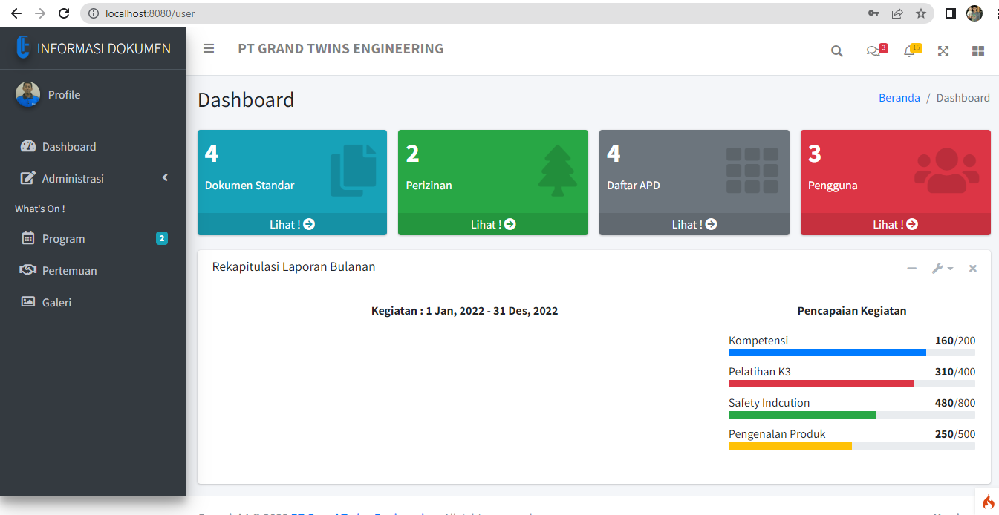 localhost:8080/user
INFORMASI DOKUMEN
PT GRAND TWINS ENGINEERING
3
15
Profile
Dashboard
Beranda / Dashboard
Dashboard
Administrasi
What's On !
Program 2
Pertemuan
Galeri
4
Dokumen Standar
Lihat !
2
Perizinan
Lihat !
4
Daftar APD
Lihat !
3
Pengguna
Lihat !
Rekapitulasi Laporan Bulanan
Kegiatan : 1 Jan, 2022 - 31 Des, 2022
Pencapaian Kegiatan
Kompetensi 160/200
Pelatihan K3 310/400
Safety Indcution 480/800
Pengenalan Produk 250/500